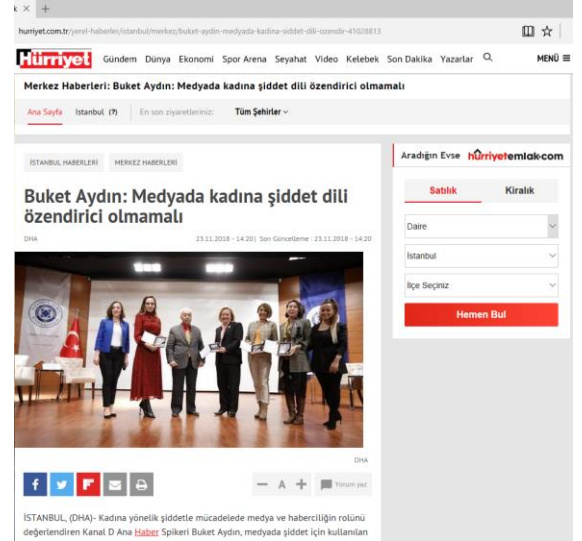 hurriyet.com.tr/yerel-haberler/istanbul/merkez/buket-aydin-medyada-kadina-siddet-dili-ozendir-41028813
Hürriyet Gündem Dünya Ekonomi Spor Arena Seyahat Video Kelebek Son Dakika Yazarlar MENÜ
Merkez Haberleri: Buket Aydın: Medyada kadına şiddet dili özendirici olmamalı
Ana Sayfa İstanbul (?) En son ziyaretleriniz: Tüm Şehirler
İSTANBUL HABERLERİ MERKEZ HABERLERİ
Buket Aydın: Medyada kadına şiddet dili
özendirici olmamalı
DHA 23.11.2018 - 14:20 | Son Güncelleme : 23.11.2018 - 14:20
DHA
A Yorum yaz
İSTANBUL, (DHA)- Kadına yönelik şiddetle mücadelede medya ve haberciliğin rolünü
değerlendiren Kanal D Ana Haber Spikeri Buket Aydın, medyada şiddet için kullanılan
Aradığın Evse hürriyetemlak.com
Satılık Kiralık
Daire
İstanbul
İlçe Seçiniz
Hemen Bul